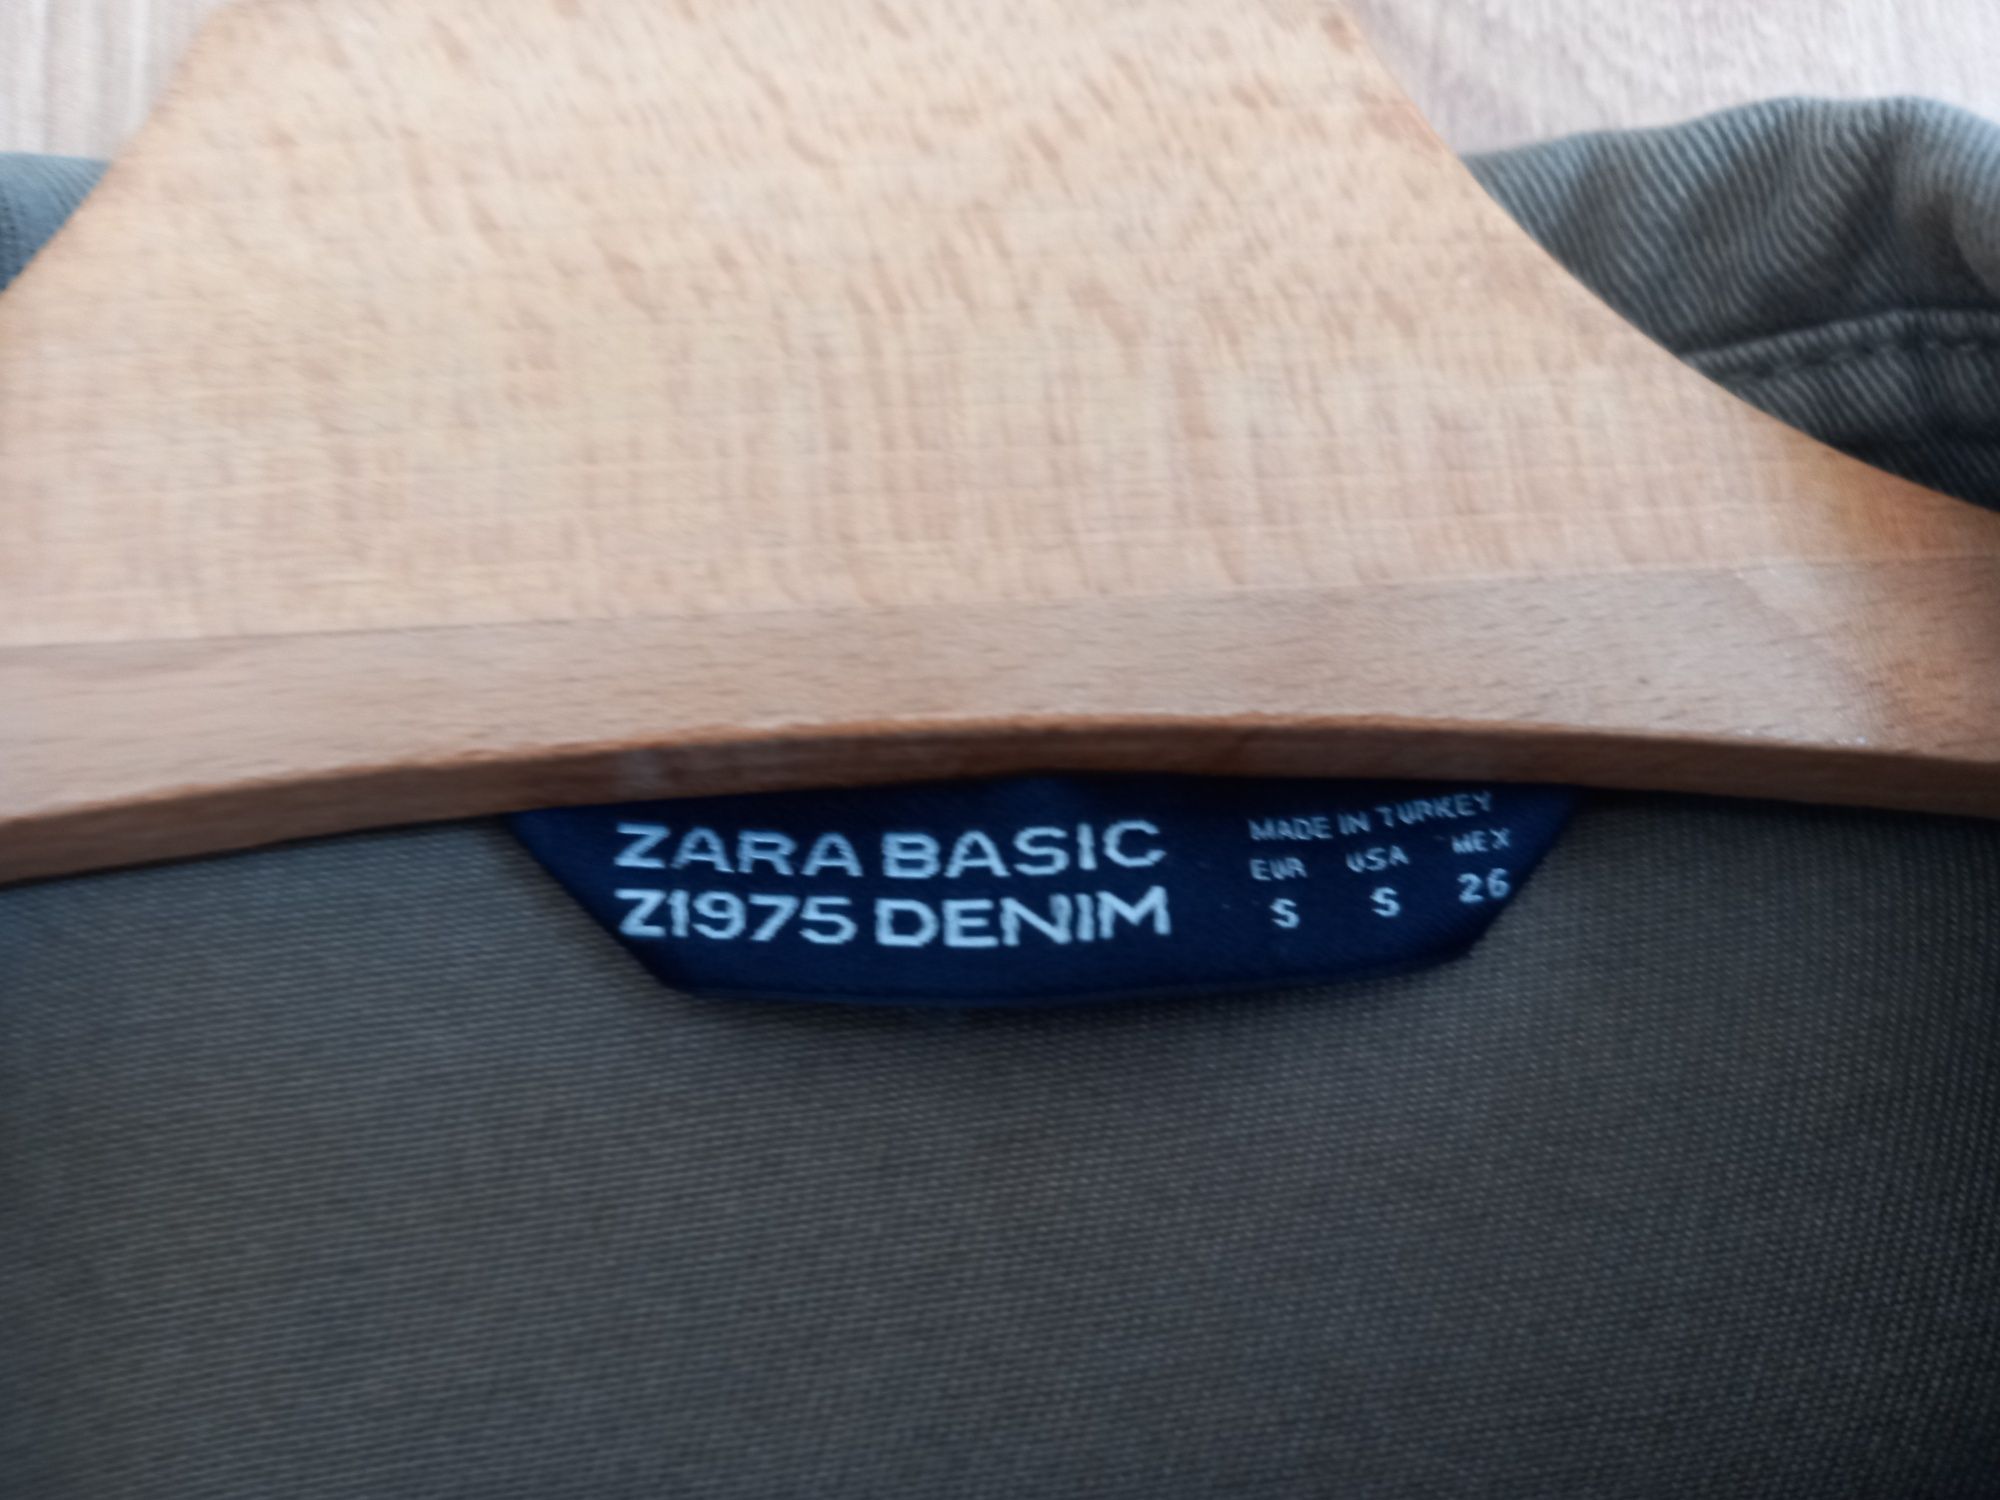 ZARA BASIC
Z1975 DENIM
MADE IN TURKEY
EUR USA MEX
S S 26